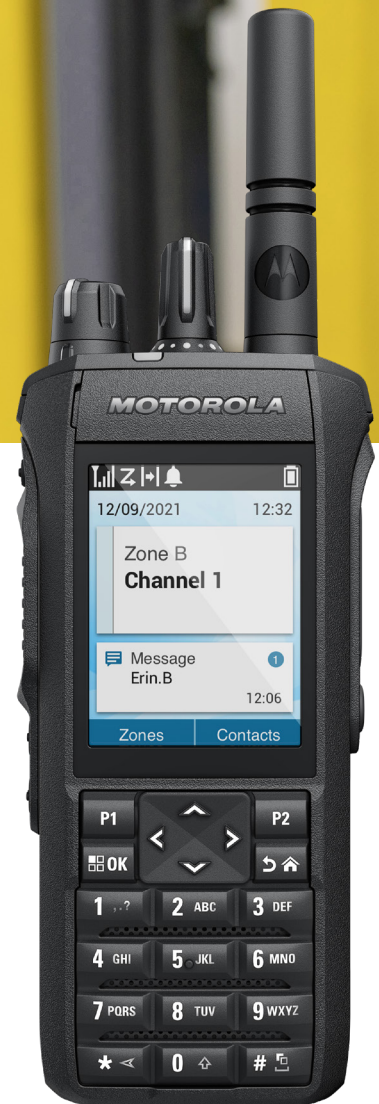 MOTOROLA
12/09/2021 12:32
Zone B
Channel 1
Message 1
Erin.B
12:06
Zones Contacts
P1 P2
OK
1 ,.? 2 ABC 3 DEF
4 GHI 5 JKL 6 MNO
7 PQRS 8 TUV 9 WXYZ
* 0 #